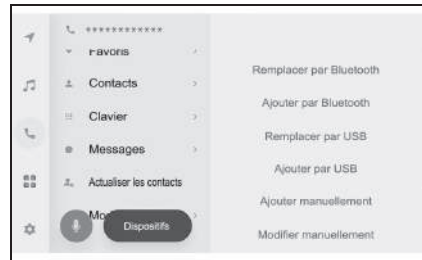 ************
Favoris
Contacts
Clavier
Messages
Actualiser les contacts
Dispositifs
Remplacer par Bluetooth
Ajouter par Bluetooth
Remplacer par USB
Ajouter par USB
Ajouter manuellement
Modifier manuellement